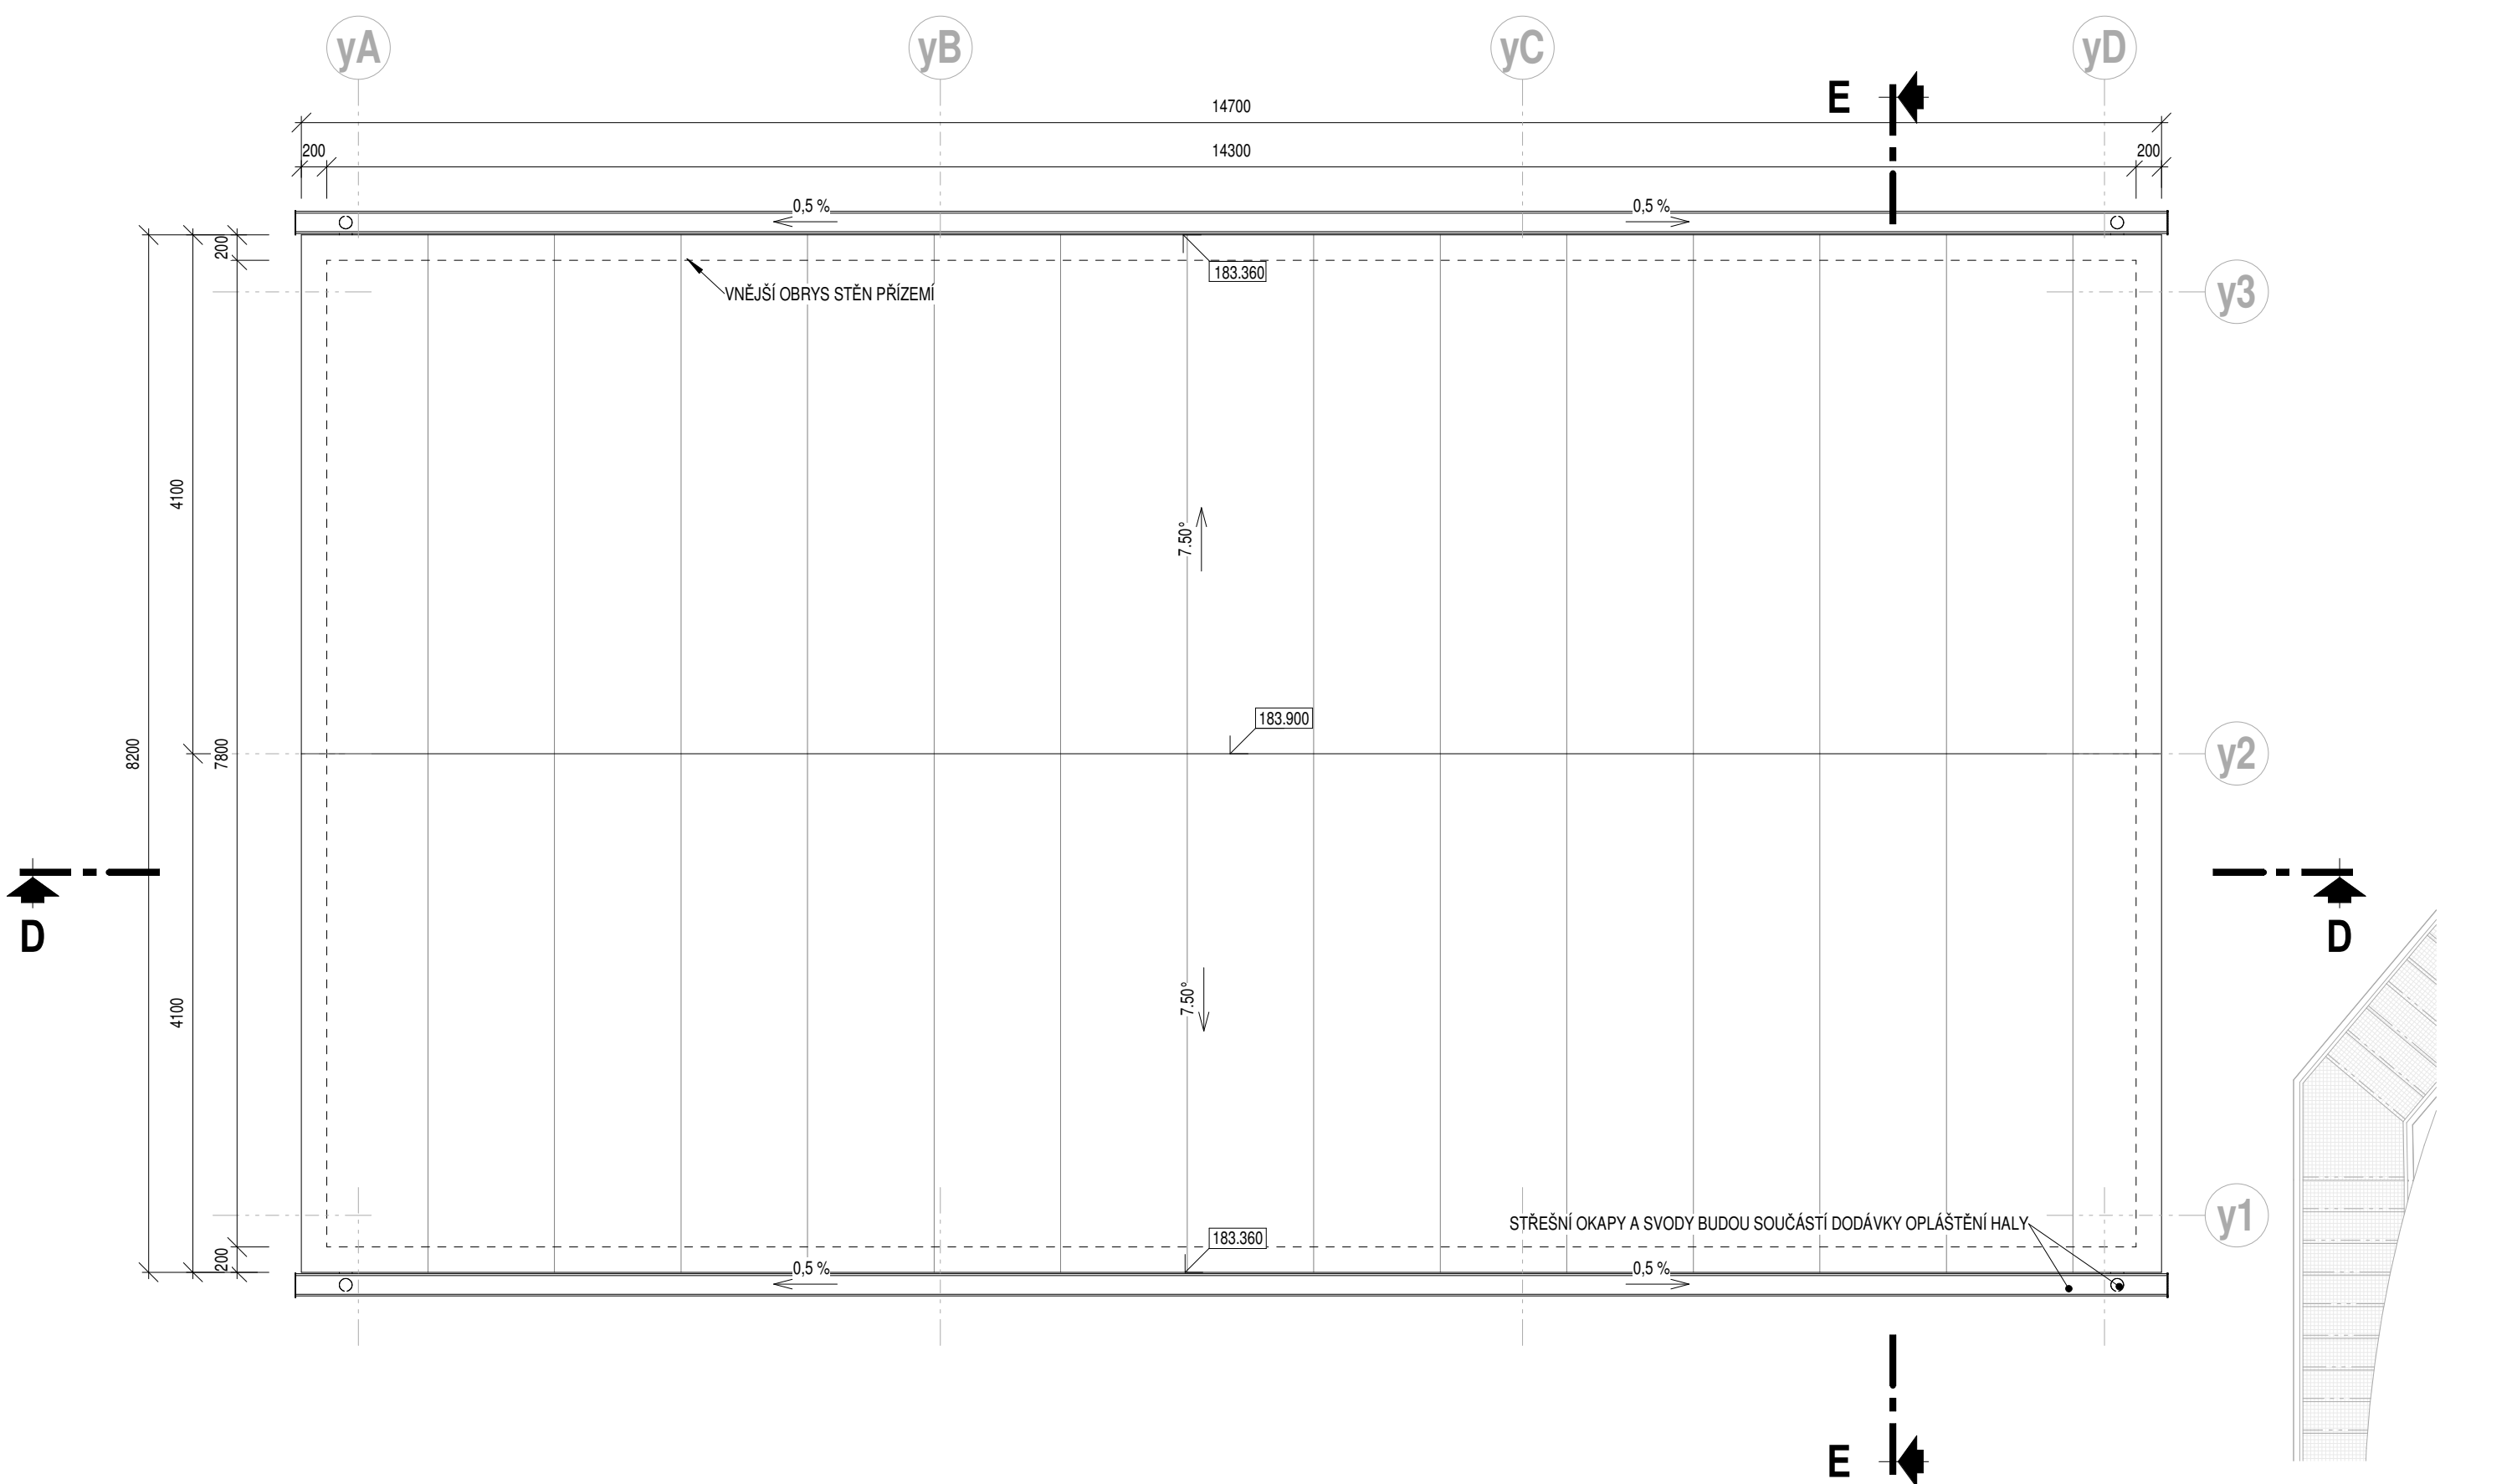 yA
yB
yC
yD
E
14700
200
14300
200
0,5 %
0,5 %
200
183.360
VNĚJŠÍ OBRYS STĚN PŘÍZEMÍ
y3
4100
7.50°
183.900
8200
7800
y2
D
D
7.50°
4100
STŘEŠNÍ OKAPY A SVODY BUDOU SOUČÁSTÍ DODÁVKY OPLÁŠTĚNÍ HALY
y1
183.360
200
0,5 %
0,5 %
E